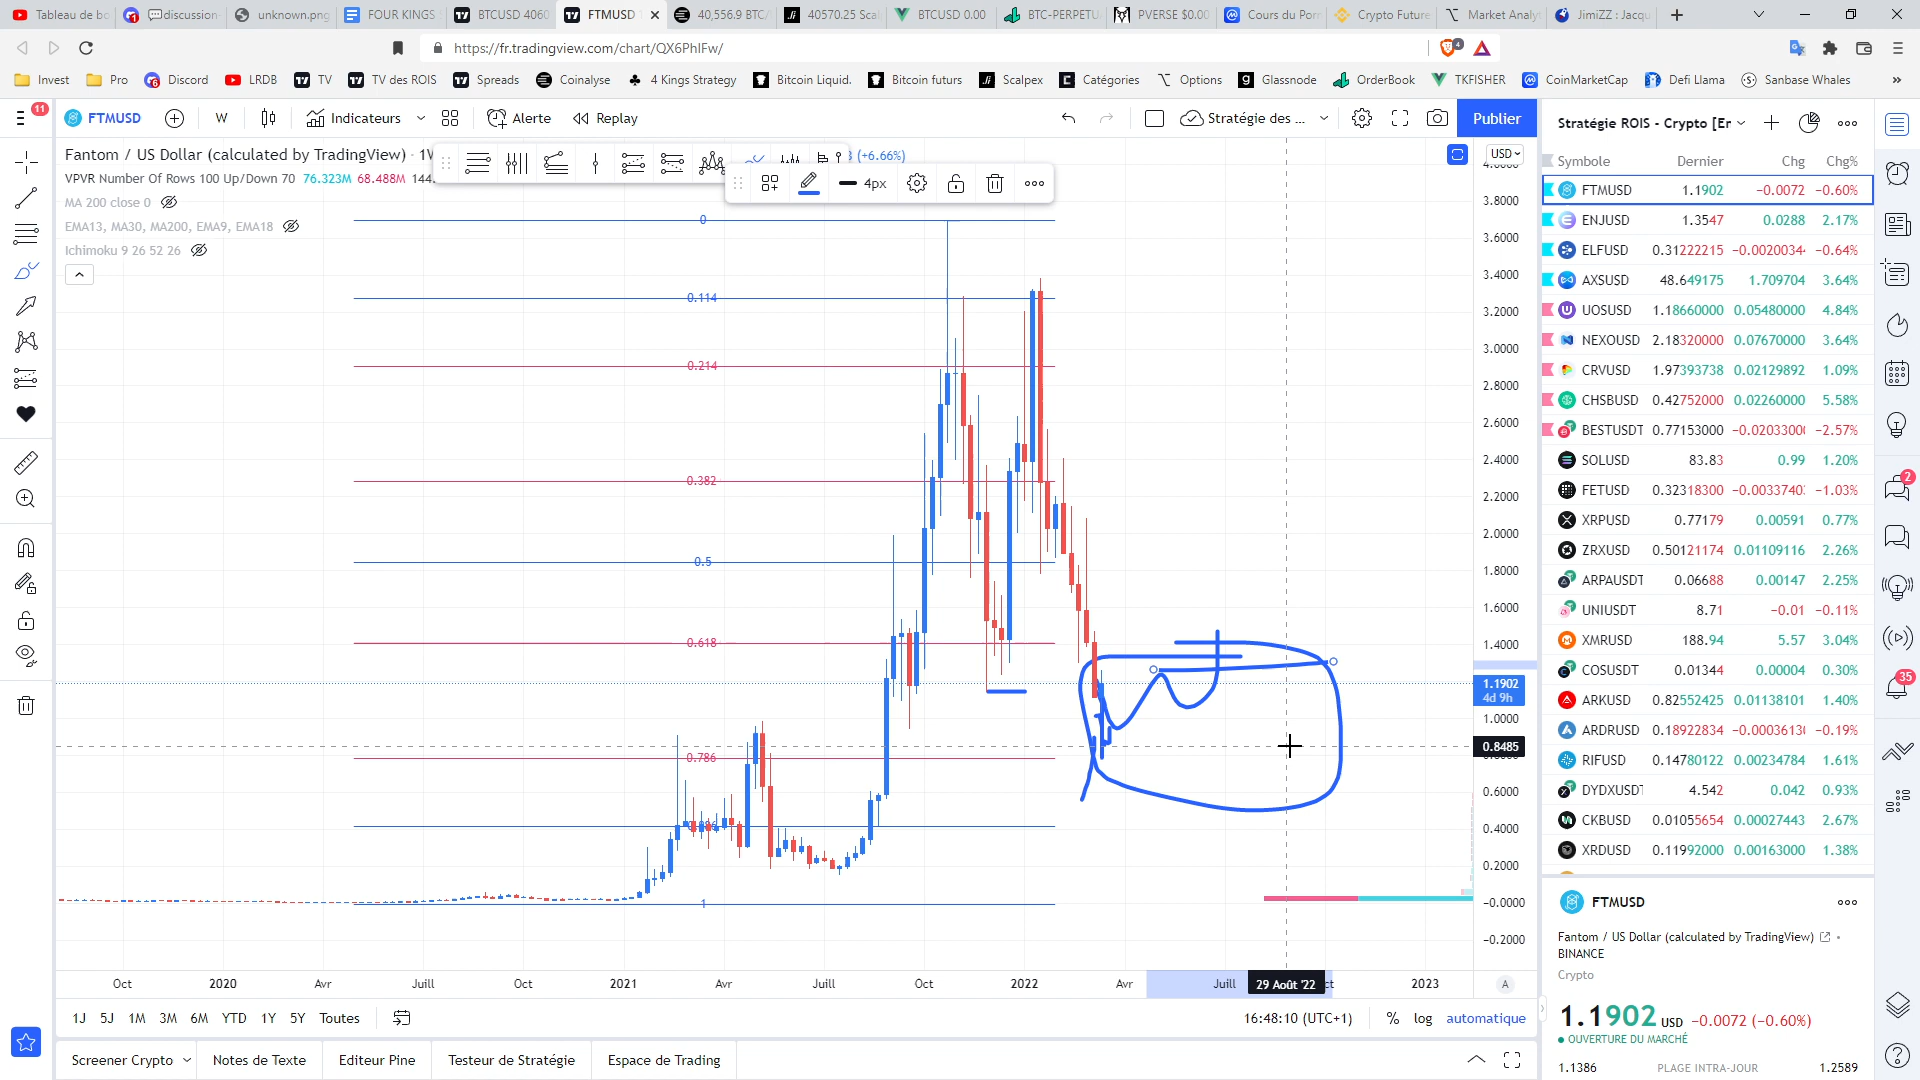 Tableau de bo
discussion
unknown.png
FOUR KINGS
BTCUSD 4060
FTMUSD
40,556.9 BTC/
40570.25 Scal
BTCUSD 0.00
BTC-PERPETU
PVERSE $0.00
Cours du Port
Crypto Future
Market Analys
JimiZZ : Jacqu
https://fr.tradingview.com/chart/QX6PhIFw/
Invest Pro Discord LRDB TV TV des ROIS Spreads Coinalyse 4 Kings Strategy Bitcoin Liquid. Bitcoin futurs Scalpex Catégories Options Glassnode OrderBook TKFISHER CoinMarketCap Defi Llama Sanbase Whales »
11 FTMUSD W Indicateurs Alerte Replay Stratégie des ... Publier
Fantom / US Dollar (calculated by TradingView) · 1W
(+6.66%)
VPVR Number Of Rows 100 Up/Down 70 76.323M 68.488M
MA 200 close 0
EMA13, MA30, MA200, EMA9, EMA18
Ichimoku 9 26 52 26
4px
USD
0
0.114
0.214
0.382
0.5
0.618
0.786
1
3.8000
3.6000
3.4000
3.2000
3.0000
2.8000
2.6000
2.4000
2.2000
2.0000
1.8000
1.6000
1.4000
1.1902
4d 9h
1.0000
0.8485
0.6000
0.4000
0.2000
-0.0000
-0.2000
Oct 2020 Avr Juill Oct 2021 Avr Juill Oct 2022 Avr Juill 29 Août '22 2023 A
1J 5J 1M 3M 6M YTD 1Y 5Y Toutes 16:48:10 (UTC+1) % log automatique
Screener Crypto Notes de Texte Editeur Pine Testeur de Stratégie Espace de Trading
Stratégie ROIS - Crypto [Er
Symbole Dernier Chg Chg%
FTMUSD 1.1902 −0.0072 −0.60%
ENJUSD 1.3547 0.0288 2.17%
ELFUSD 0.31222215 −0.00200344 −0.64%
AXSUSD 48.649175 1.709704 3.64%
UOSUSD 1.18660000 0.05480000 4.84%
NEXOUSD 2.18320000 0.07670000 3.64%
CRVUSD 1.97393738 0.02129892 1.09%
CHSBUSD 0.42752000 0.02260000 5.58%
BESTUSDT 0.77153000 −0.02033000 −2.57%
SOLUSD 83.83 0.99 1.20%
FETUSD 0.32318300 −0.00337403 −1.03%
XRPUSD 0.77179 0.00591 0.77%
ZRXUSD 0.50121174 0.01109116 2.26%
ARPAUSDT 0.06688 0.00147 2.25%
UNIUSDT 8.71 −0.01 −0.11%
XMRUSD 188.94 5.57 3.04%
COSUSDT 0.01344 0.00004 0.30%
ARKUSD 0.82552425 0.01138101 1.40%
ARDRUSD 0.18922834 −0.00036130 −0.19%
RIFUSD 0.14780122 0.00234784 1.61%
DYDXUSDT 4.542 0.042 0.93%
CKBUSD 0.01055654 0.00027443 2.67%
XRDUSD 0.11992000 0.00163000 1.38%
FTMUSD
Fantom / US Dollar (calculated by TradingView)
BINANCE
Crypto
1.1902 USD −0.0072 (−0.60%)
OUVERTURE DU MARCHÉ
1.1386 PLAGE INTRA-JOUR 1.2589
2
35